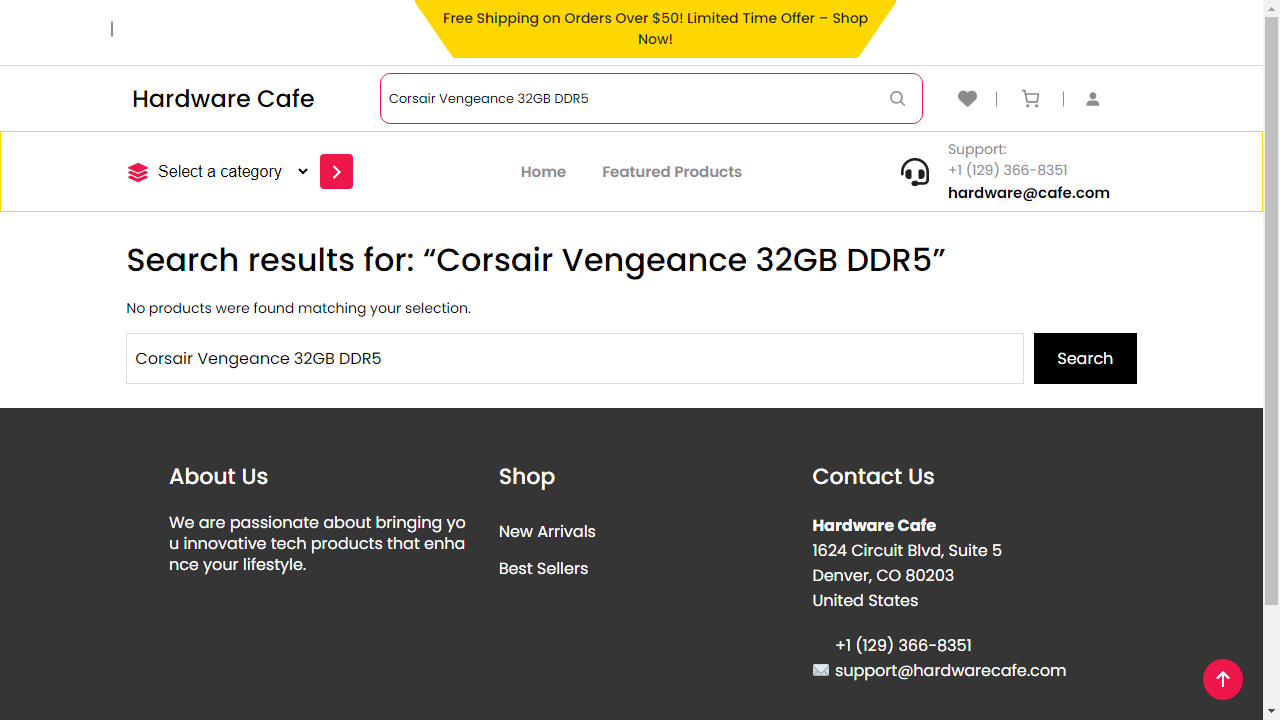 Free Shipping on Orders Over $50! Limited Time Offer – Shop
Now!
Hardware Cafe
Corsair Vengeance 32GB DDR5
Select a category
Home
Featured Products
Support:
+1 (129) 366-8351
hardware@cafe.com
Search results for: “Corsair Vengeance 32GB DDR5”
No products were found matching your selection.
Corsair Vengeance 32GB DDR5
Search
About Us
We are passionate about bringing yo
u innovative tech products that enha
nce your lifestyle.
Shop
New Arrivals
Best Sellers
Contact Us
Hardware Cafe
1624 Circuit Blvd, Suite 5
Denver, CO 80203
United States
+1 (129) 366-8351
support@hardwarecafe.com